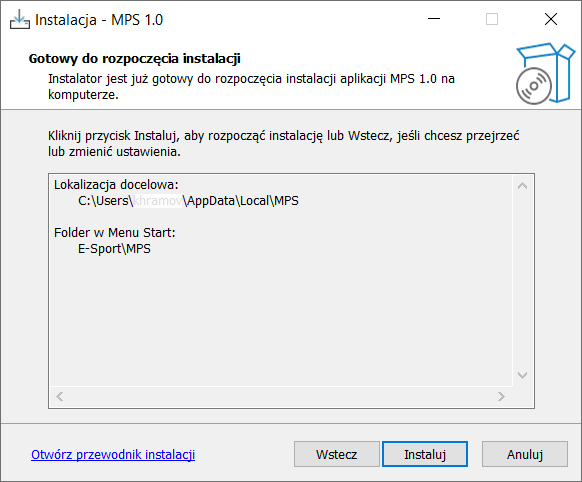 Instalacja - MPS 1.0
Gotowy do rozpoczęcia instalacji
Instalator jest już gotowy do rozpoczęcia instalacji aplikacji MPS 1.0 na
komputerze.
Kliknij przycisk Instaluj, aby rozpocząć instalację lub Wstecz, jeśli chcesz przejrzeć
lub zmienić ustawienia.
Lokalizacja docelowa:
C:\Users\khramov\AppData\Local\MPS
Folder w Menu Start:
E-Sport\MPS
Otwórz przewodnik instalacji
Wstecz
Instaluj
Anuluj